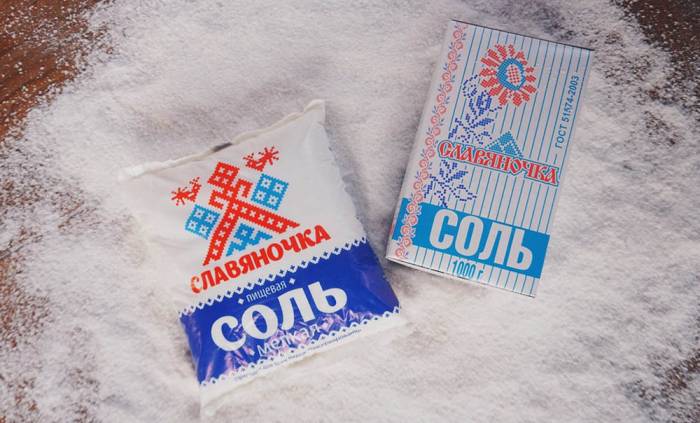 СЛАВЯНОЧКА
пищевая
СОЛЬ
мелкая
ГОСТ 51574-2003
СЛАВЯНОЧКА
СОЛЬ
1000 г